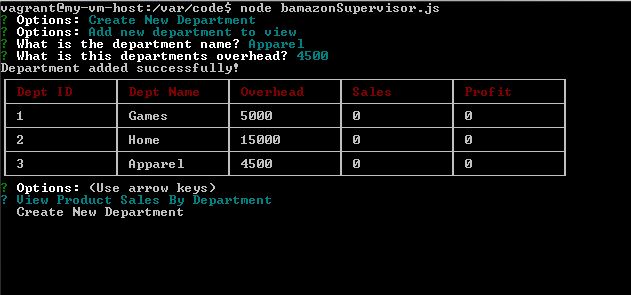 vagrant@my-vm-host:/var/code$ node bamazonSupervisor.js
? Options: Create New Department
? Options: Add new department to view
? What is the department name? Apparel
? What is this departments overhead? 4500
Department added successfully!
Dept ID Dept Name Overhead Sales Profit
1 Games 5000 0 0
2 Home 15000 0 0
3 Apparel 4500 0 0
? Options: (Use arrow keys)
? View Product Sales By Department
Create New Department